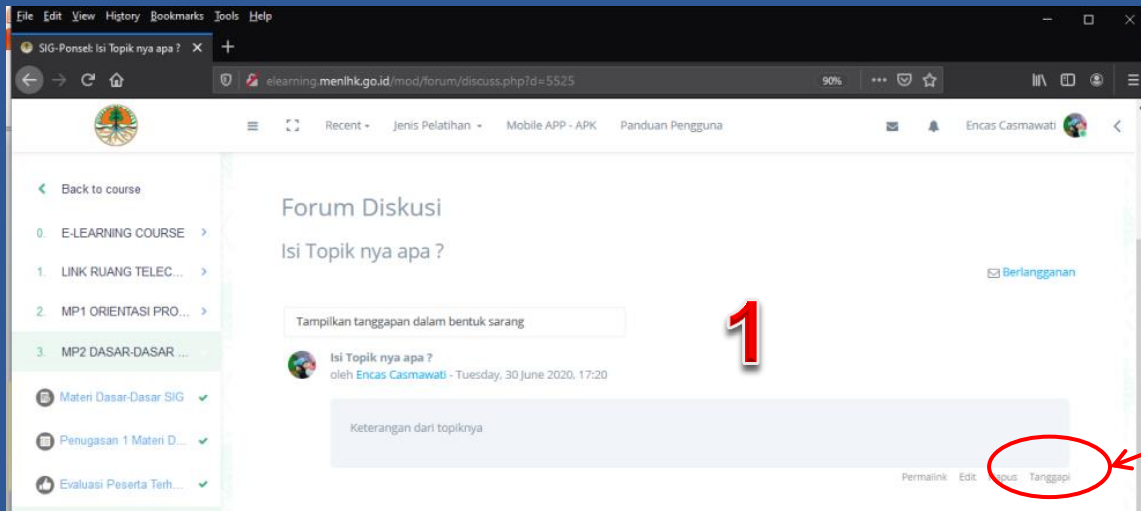 File Edit View History Bookmarks Tools Help
SIG-Ponsel: Isi Topik nya apa ?
elearning.menlhk.go.id/mod/forum/discuss.php?d=5525 90%
Recent Jenis Pelatihan Mobile APP - APK Panduan Pengguna Encas Casmawati
Back to course
0. E-LEARNING COURSE
1. LINK RUANG TELEC...
2. MP1 ORIENTASI PRO...
3. MP2 DASAR-DASAR ...
Materi Dasar-Dasar SIG
Penugasan 1 Materi D...
Evaluasi Peserta Terh...
Forum Diskusi
Isi Topik nya apa ?
Berlangganan
Tampilkan tanggapan dalam bentuk sarang
1
Isi Topik nya apa ?
oleh Encas Casmawati - Tuesday, 30 June 2020, 17:20
Keterangan dari topiknya
Permalink Edit Hapus Tanggapi